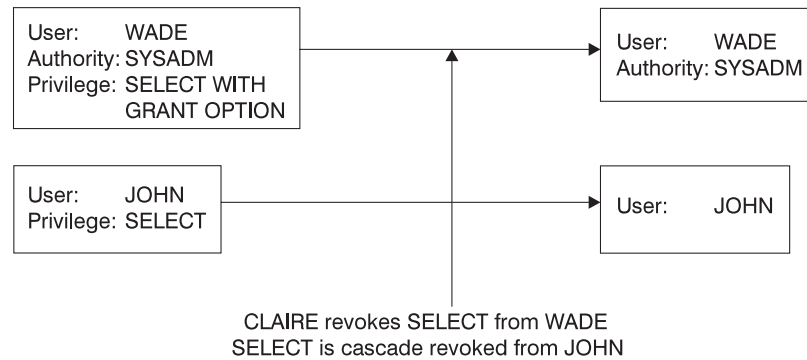 User: WADE
Authority: SYSADM
Privilege: SELECT WITH
GRANT OPTION
User: WADE
Authority: SYSADM
User: JOHN
Privilege: SELECT
User: JOHN
CLAIRE revokes SELECT from WADE
SELECT is cascade revoked from JOHN